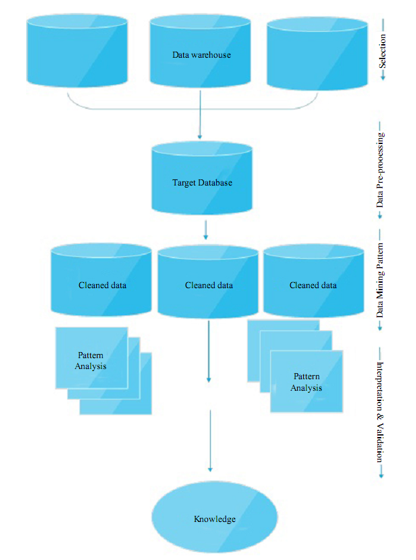 Data warehouse
Selection
Target Database
Data Pre-processing
Cleaned data
Cleaned data
Cleaned data
Data Mining Pattern
Pattern
Analysis
Pattern
Analysis
Interpretation & Validation
Knowledge